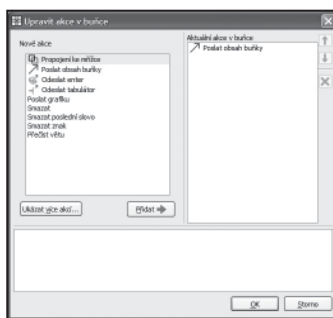 Upravit akce v buňce
Nové akce
Propojení ke mřížce
Poslat obsah buňky
Odeslat enter
Odeslat tabulátor
Poslat grafiku
Smazat
Smazat poslední slovo
Smazat znak
Přečíst větu
Ukázat více akcí...
Přidat
Aktuální akce v buňce
Poslat obsah buňky
OK
Storno